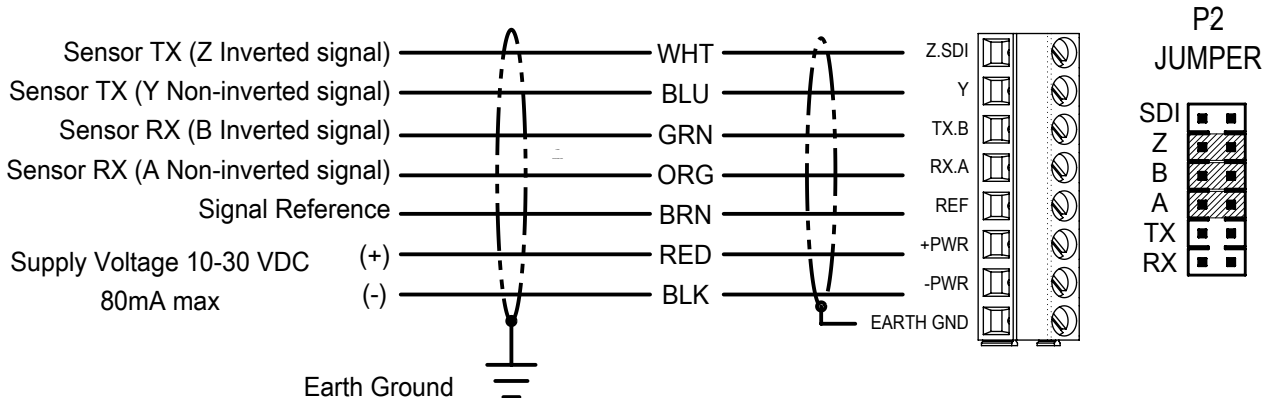 Sensor TX (Z Inverted signal) WHT Z.SDI
Sensor TX (Y Non-inverted signal) BLU Y
Sensor RX (B Inverted signal) GRN TX.B
Sensor RX (A Non-inverted signal) ORG RX.A
Signal Reference BRN REF
Supply Voltage 10-30 VDC (+) RED +PWR
80mA max (-) BLK -PWR
EARTH GND
Earth Ground
P2
JUMPER
SDI
Z
B
A
TX
RX